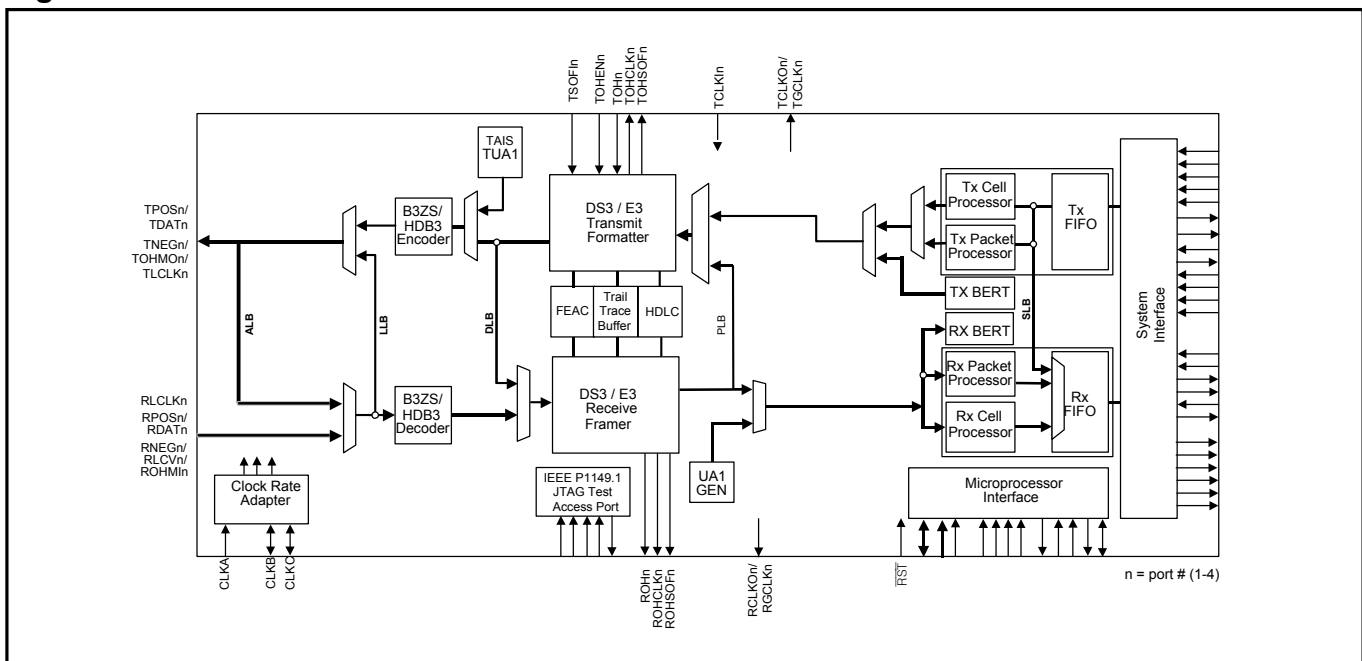 TSOFIn
TOHENn
TOHn
TOHCLKn
TOHSOFn
TCLKIn
TCLKOn/
TGCLKn
TAIS
TUA1
TPOSn/
TDATn
TNEGn/
TOHMOn/
TLCLKn
B3ZS/
HDB3
Encoder
DS3 / E3
Transmit
Formatter
Tx Cell
Processor
Tx Packet
Processor
Tx
FIFO
TX BERT
RX BERT
System
Interface
ALB
LLB
DLB
FEAC
Trail
Trace
Buffer
HDLC
PLB
SLB
RLCLKn
RPOSn/
RDATn
RNEGn/
RLCVn/
ROHMIn
B3ZS/
HDB3
Decoder
DS3 / E3
Receive
Framer
Rx Packet
Processor
Rx Cell
Processor
Rx
FIFO
Clock Rate
Adapter
IEEE P1149.1
JTAG Test
Access Port
UA1
GEN
Microprocessor
Interface
CLKA
CLKB
CLKC
ROHn
ROHCLKn
ROHSOFn
RCLKOn/
RGCLKn
RST
n = port # (1-4)